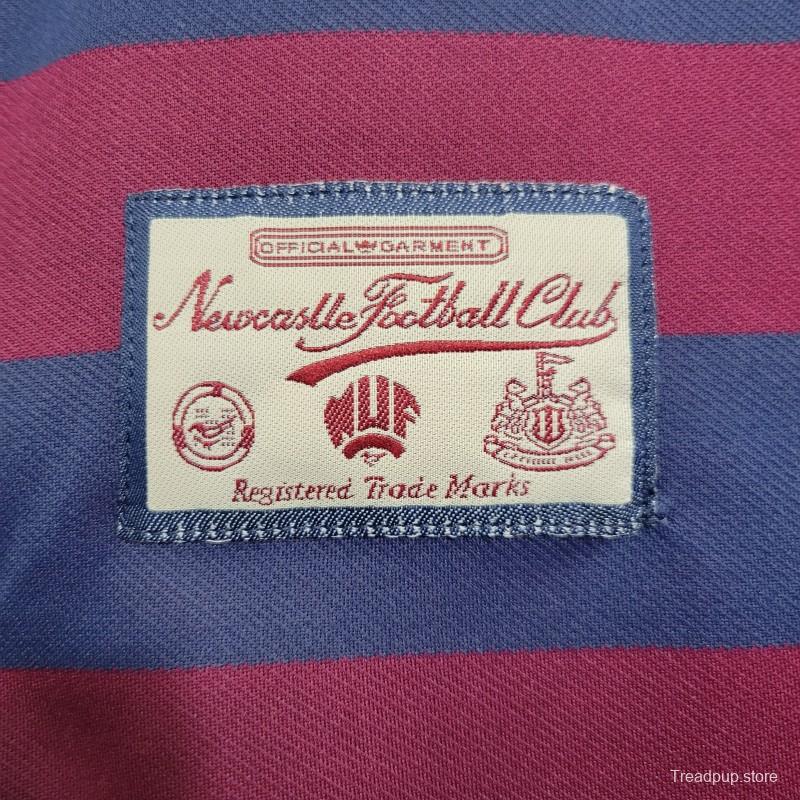 OFFICIAL GARMENT
Newcastle Football Club
NUF
Registered Trade Marks
Treadpup.store